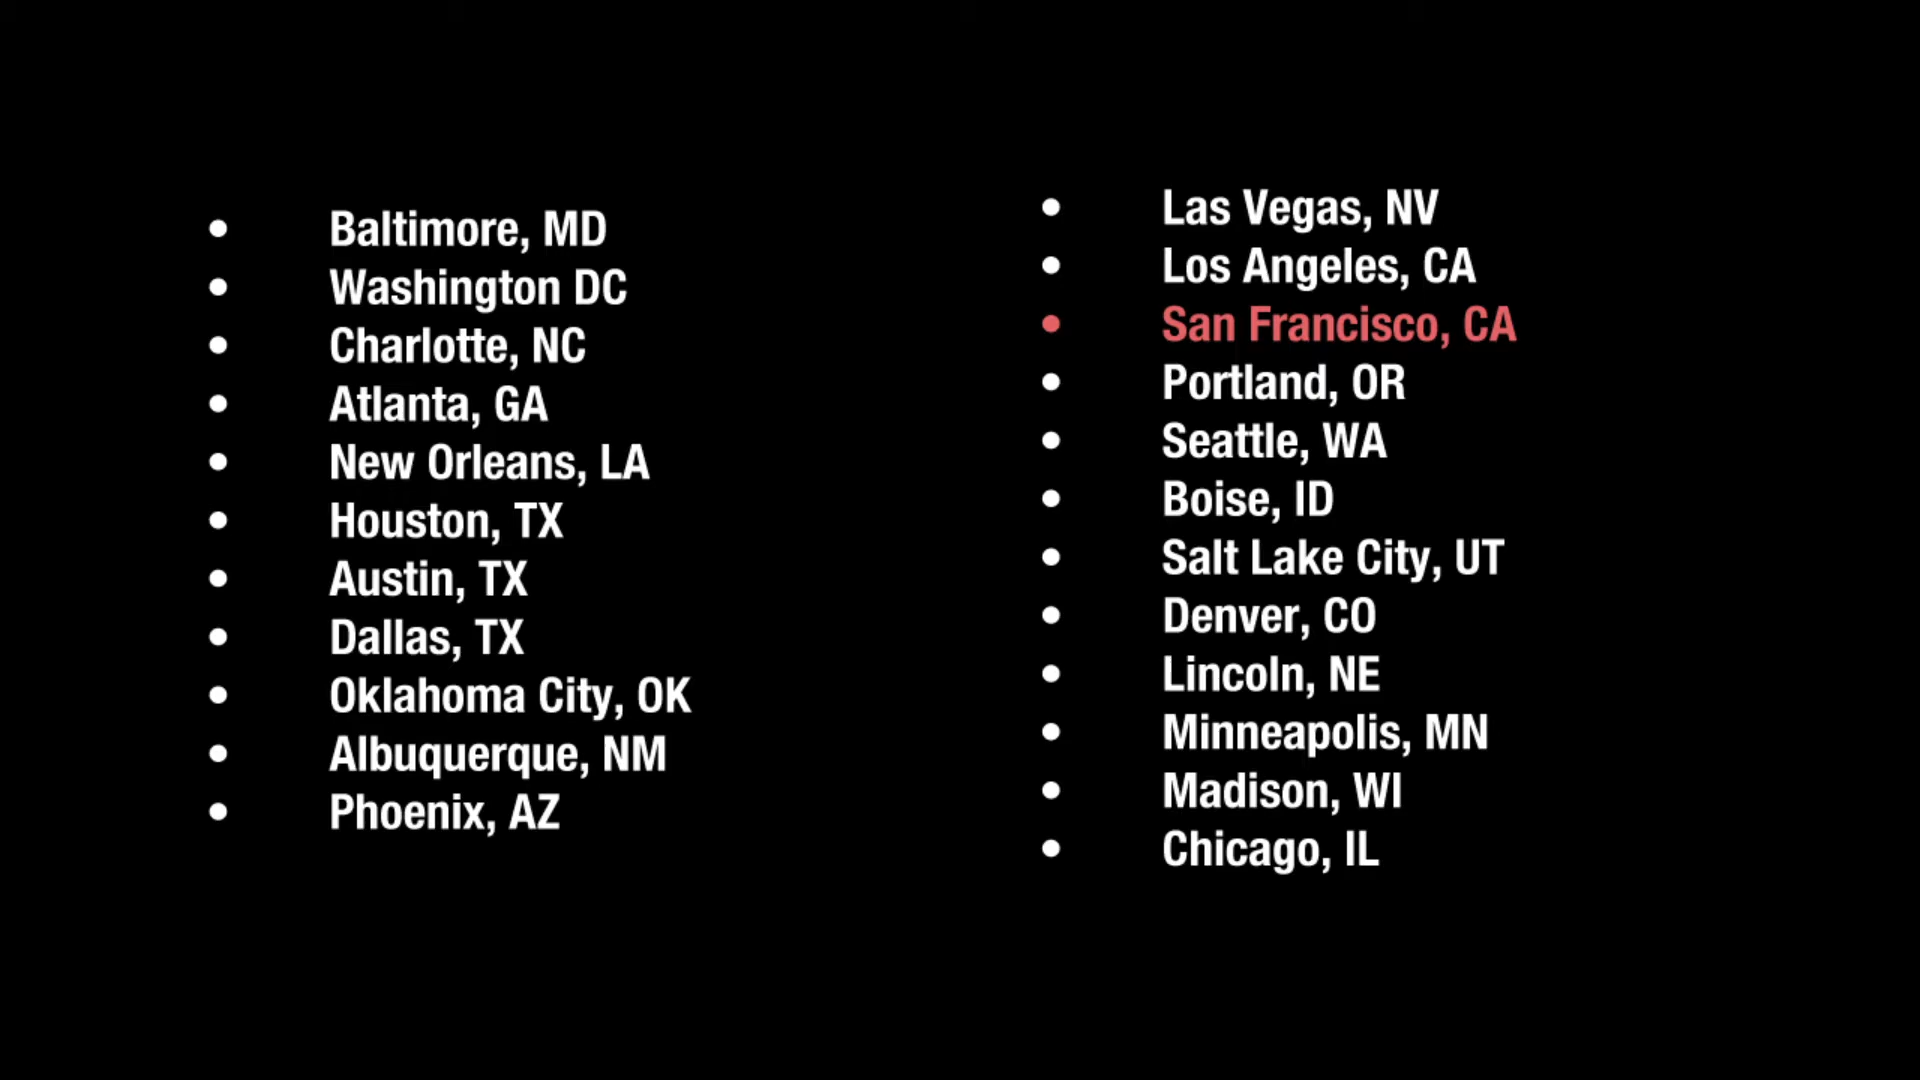 • Baltimore, MD
• Washington DC
• Charlotte, NC
• Atlanta, GA
• New Orleans, LA
• Houston, TX
• Austin, TX
• Dallas, TX
• Oklahoma City, OK
• Albuquerque, NM
• Phoenix, AZ
• Las Vegas, NV
• Los Angeles, CA
• San Francisco, CA
• Portland, OR
• Seattle, WA
• Boise, ID
• Salt Lake City, UT
• Denver, CO
• Lincoln, NE
• Minneapolis, MN
• Madison, WI
• Chicago, IL